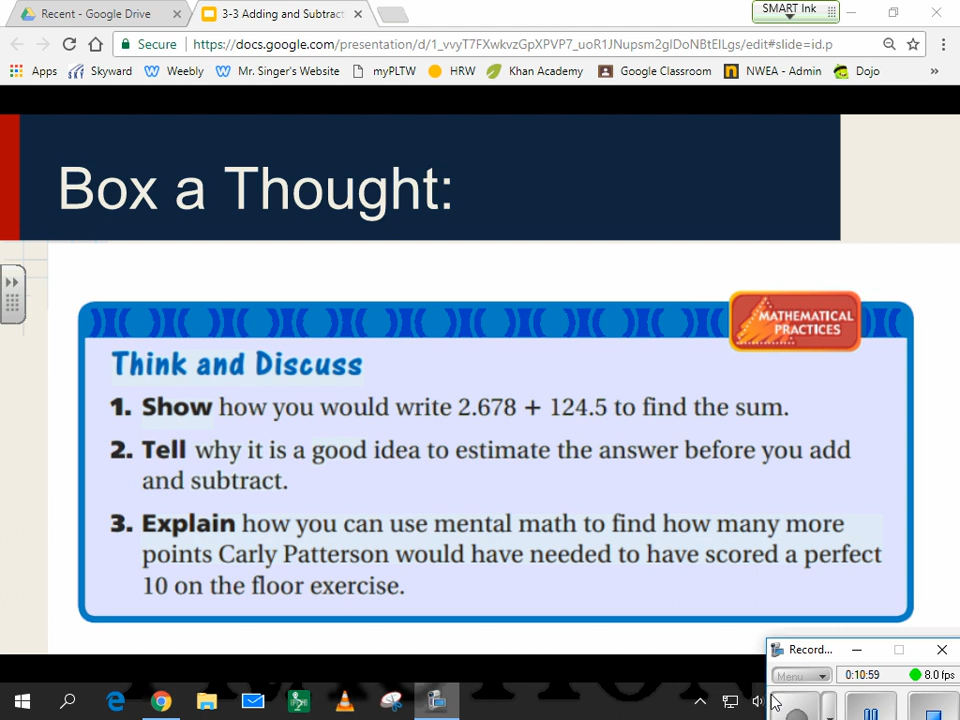 Recent - Google Drive
3-3 Adding and Subtract
SMART Ink
Secure
https://docs.google.com/presentation/d/1_vvyT7FXwkvzGpXPVP7_uoR1JNupsm2glDoNBtElLgs/edit#slide=id.p
Apps Skyward Weebly Mr. Singer's Website myPLTW HRW Khan Academy Google Classroom NWEA - Admin Dojo »
Box a Thought:
MATHEMATICAL
PRACTICES
Think and Discuss
1. Show how you would write 2.678 + 124.5 to find the sum.
2. Tell why it is a good idea to estimate the answer before you add
and subtract.
3. Explain how you can use mental math to find how many more
points Carly Patterson would have needed to have scored a perfect
10 on the floor exercise.
Record...
Menu 0:10:59 8.0 fps